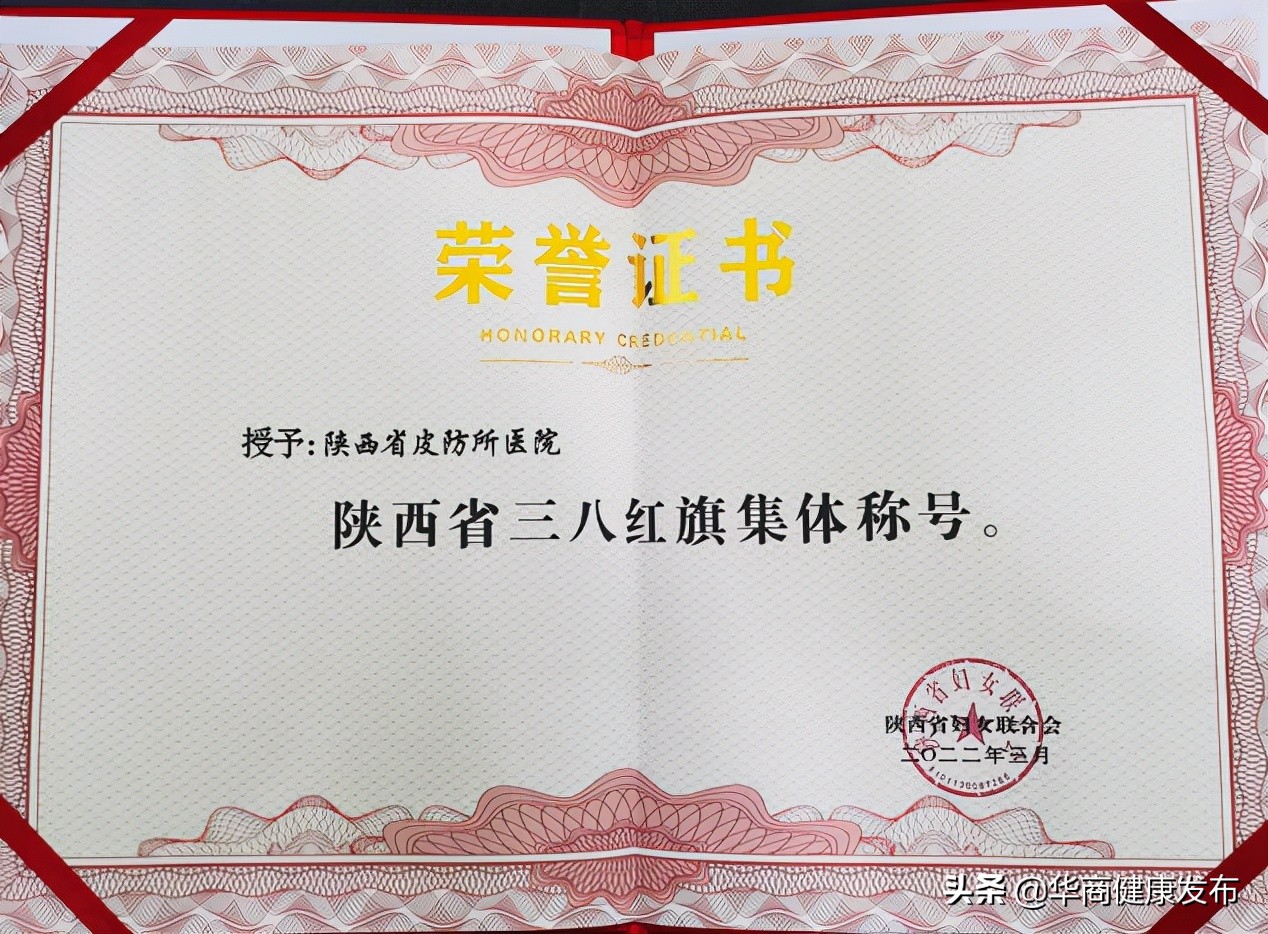 荣誉证书
HONORARY CREDENTIAL
授予:陕西省皮防所医院
陕西省三八红旗集体称号。
陕西省妇女联合会
二〇二二年三月
头条 @华商健康发布